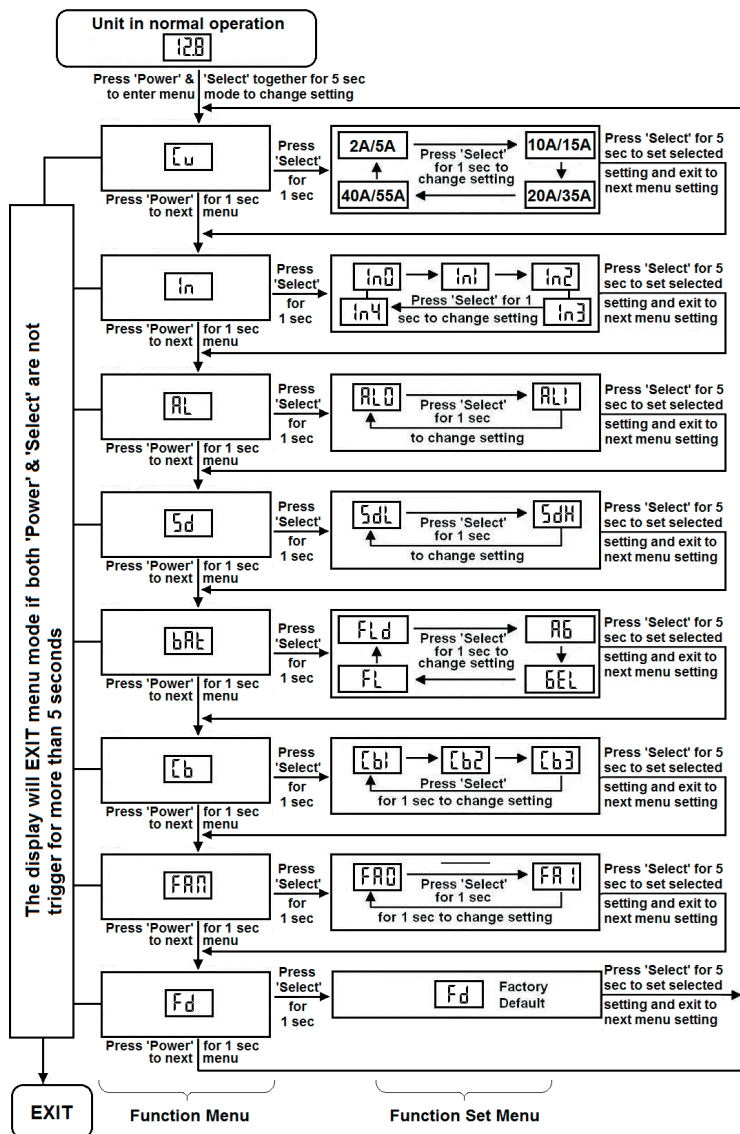 Unit in normal operation
12.8
Press 'Power' & 'Select' together for 5 sec
to enter menu mode to change setting
Cu
Press
'Select'
for
1 sec
2A/5A
10A/15A
Press 'Select'
for 1 sec to
change setting
40A/55A
20A/35A
Press 'Select' for 5
sec to set selected
setting and exit to
next menu setting
Press 'Power' for 1 sec
to next menu
In
Press
'Select'
for
1 sec
In0
In1
In2
Press 'Select' for 1
sec to change setting
In4
In3
Press 'Select' for 5
sec to set selected
setting and exit to
next menu setting
Press 'Power' for 1 sec
to next menu
AL
Press
'Select'
for
1 sec
AL0
AL1
Press 'Select'
for 1 sec
to change setting
Press 'Select' for 5
sec to set selected
setting and exit to
next menu setting
Press 'Power' for 1 sec
to next menu
Sd
Press
'Select'
for
1 sec
SdL
SdH
Press 'Select'
for 1 sec
to change setting
Press 'Select' for 5
sec to set selected
setting and exit to
next menu setting
Press 'Power' for 1 sec
to next menu
bAt
Press
'Select'
for
1 sec
FLd
AG
Press 'Select'
for 1 sec to
change setting
FL
GEL
Press 'Select' for 5
sec to set selected
setting and exit to
next menu setting
Press 'Power' for 1 sec
to next menu
Cb
Press
'Select'
for
1 sec
Cb1
Cb2
Cb3
Press 'Select'
for 1 sec to change setting
Press 'Select' for 5
sec to set selected
setting and exit to
next menu setting
Press 'Power' for 1 sec
to next menu
FAN
Press
'Select'
for
1 sec
FA0
FA1
Press 'Select'
for 1 sec
for 1 sec to change setting
Press 'Select' for 5
sec to set selected
setting and exit to
next menu setting
Press 'Power' for 1 sec
to next menu
Fd
Press
'Select'
for
1 sec
Fd
Factory
Default
Press 'Select' for 5
sec to set selected
setting and exit to
next menu setting
Press 'Power' for 1 sec
to next menu
The display will EXIT menu mode if both 'Power' & 'Select' are not
trigger for more than 5 seconds
EXIT
Function Menu
Function Set Menu